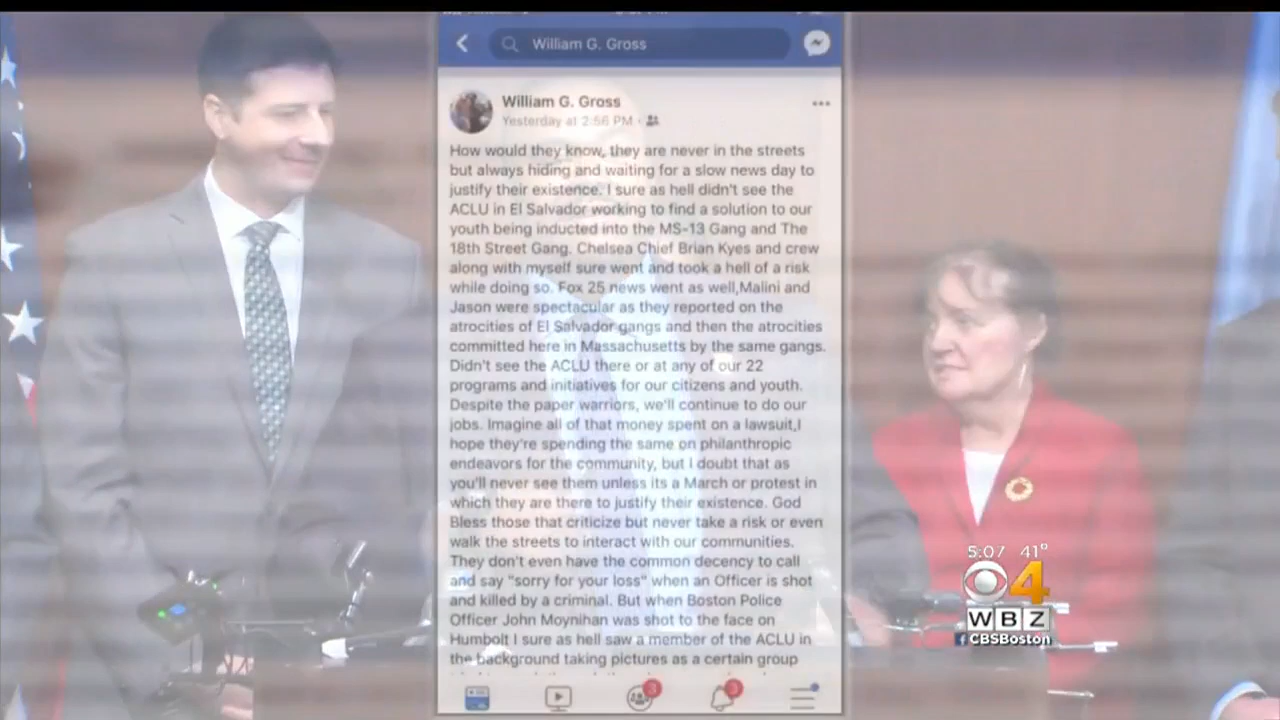 William G. Gross
William G. Gross
Yesterday at 2:56 PM
How would they know, they are never in the streets
but always hiding and waiting for a slow news day to
justify their existence. I sure as hell didn't see the
ACLU in El Salvador working to find a solution to our
youth being inducted into the MS-13 Gang and The
18th Street Gang. Chelsea Chief Brian Kyes and crew
along with myself sure went and took a hell of a risk
while doing so. Fox 25 news went as well,Malini and
Jason were spectacular as they reported on the
atrocities of El Salvador gangs and then the atrocities
committed here in Massachusetts by the same gangs.
Didn't see the ACLU there or at any of our 22
programs and initiatives for our citizens and youth.
Despite the paper warriors, we'll continue to do our
jobs. Imagine all of that money spent on a lawsuit,I
hope they're spending the same on philanthropic
endeavors for the community, but I doubt that as
you'll never see them unless its a March or protest in
which they are there to justify their existence. God
Bless those that criticize but never take a risk or even
walk the streets to interact with our communities.
They don't even have the common decency to call
and say "sorry for your loss" when an Officer is shot
and killed by a criminal. But when Boston Police
Officer John Moynihan was shot to the face on
Humbolt I sure as hell saw a member of the ACLU in
the background taking pictures as a certain group
3
3
5:07 41°
4
WBZ
f CBSBoston